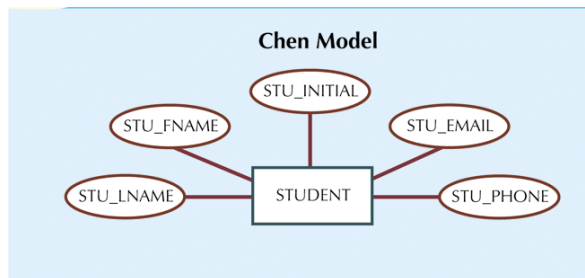 Chen Model
STU_INITIAL
STU_FNAME
STU_EMAIL
STU_LNAME
STUDENT
STU_PHONE